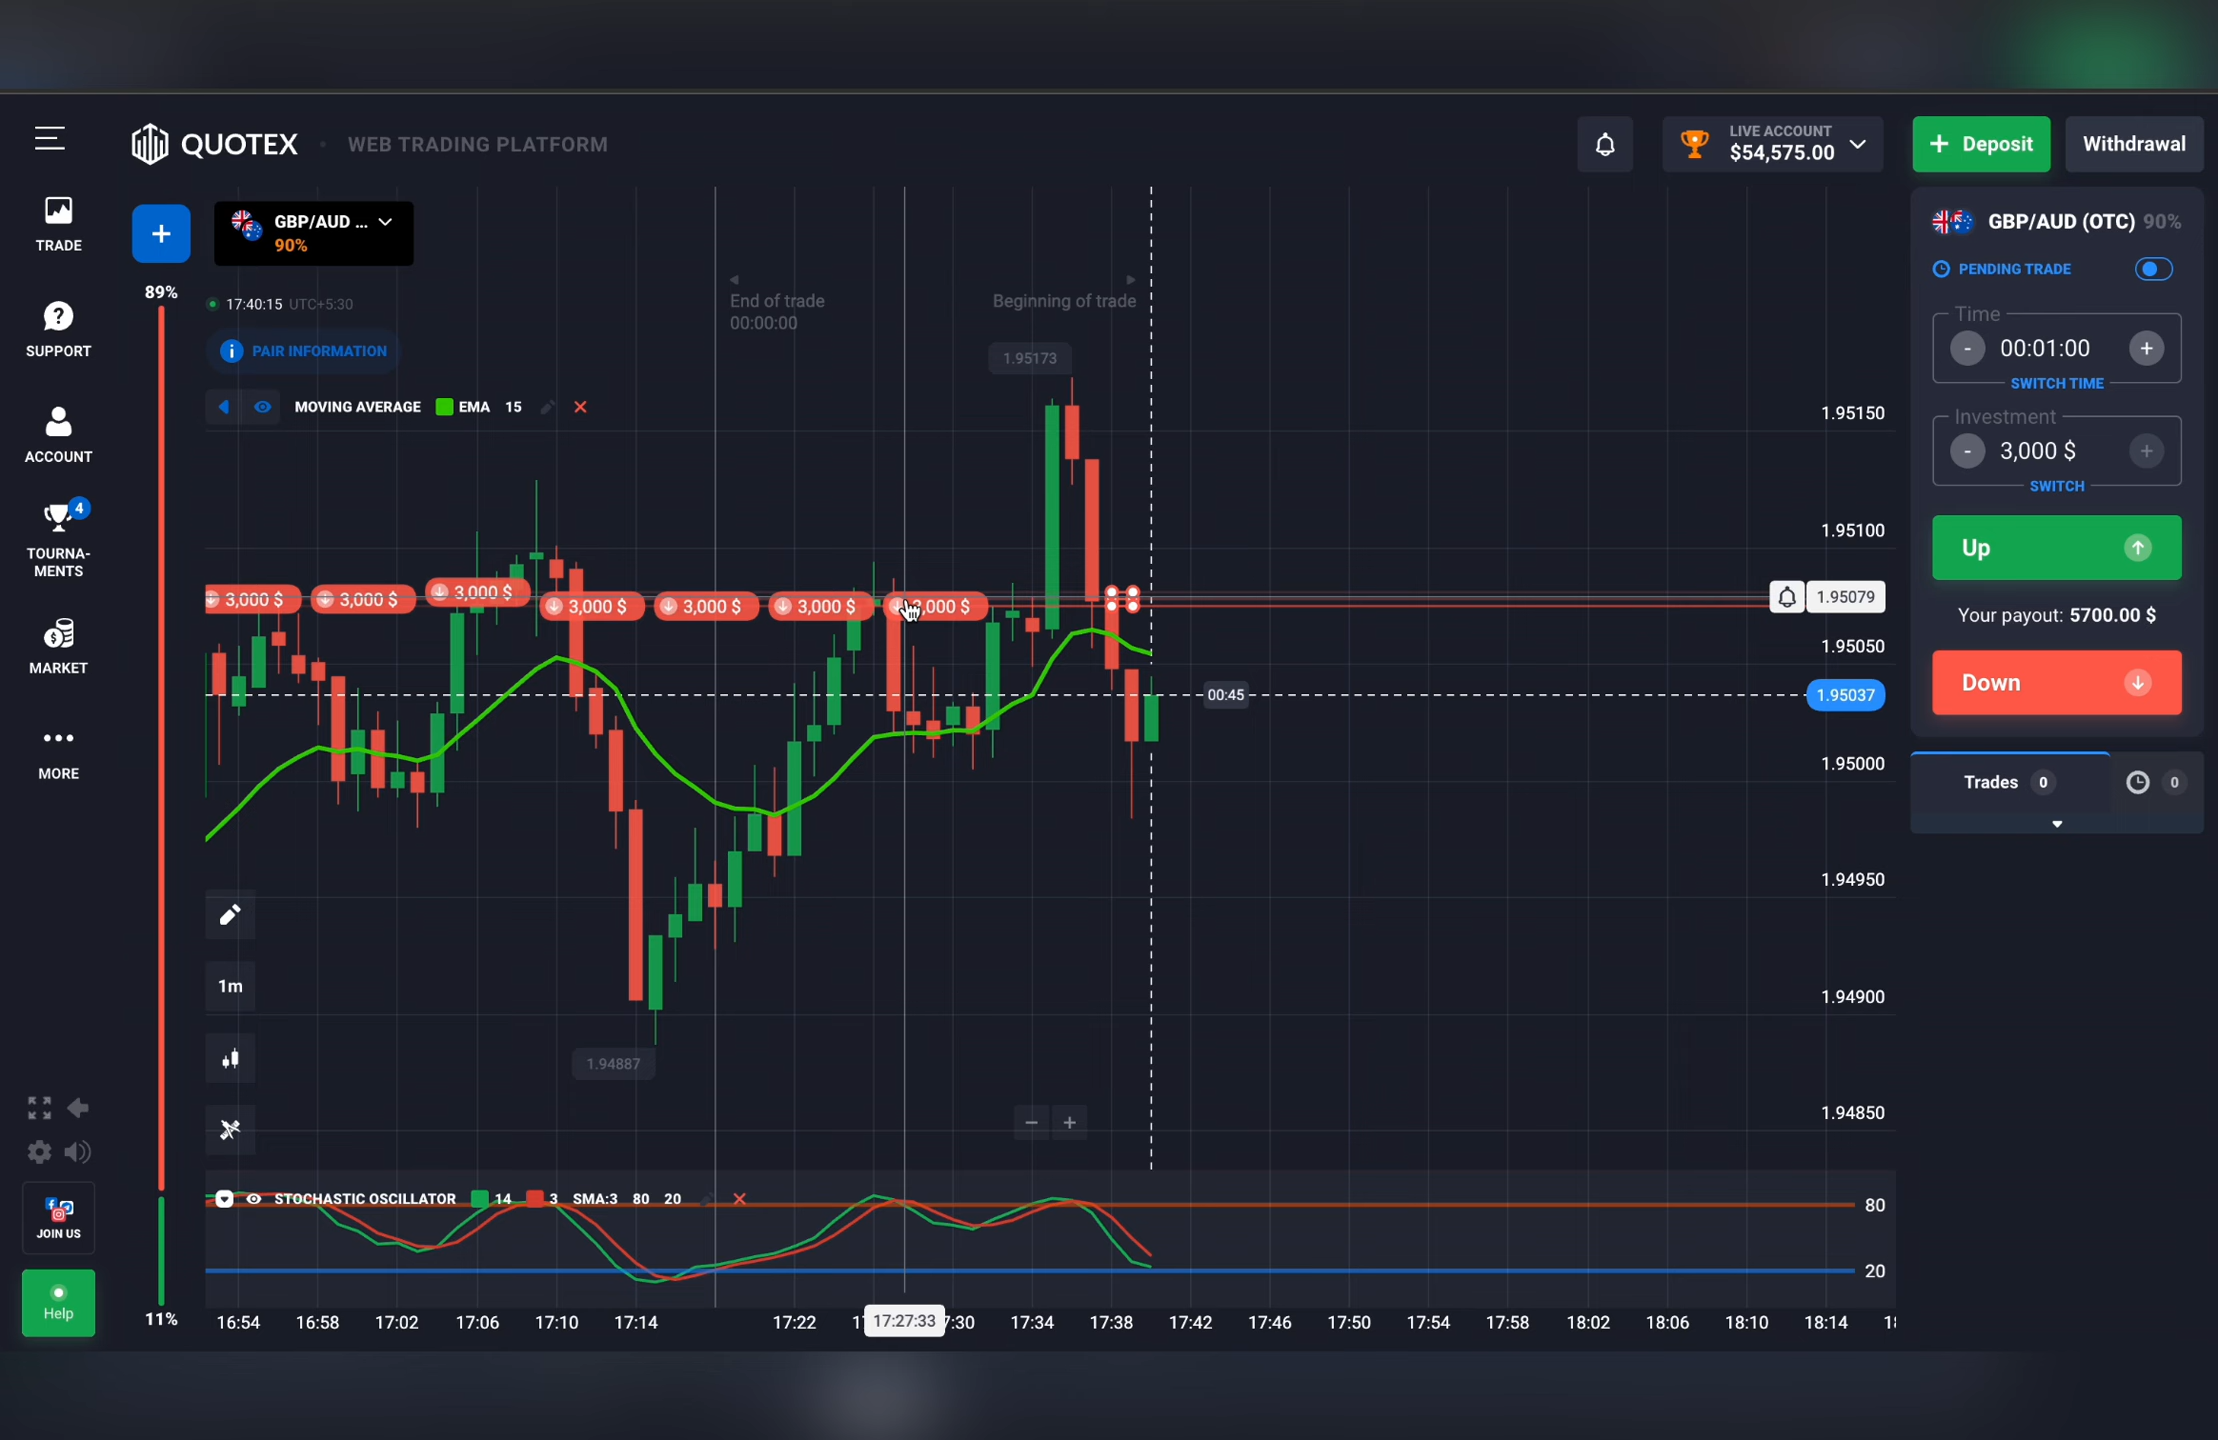 QUOTEX
WEB TRADING PLATFORM
LIVE ACCOUNT
$54,575.00
+ Deposit
Withdrawal
TRADE
SUPPORT
ACCOUNT
4
TOURNA-
MENTS
MARKET
MORE
JOIN US
Help
+
GBP/AUD ...
90%
89%
11%
17:40:15 UTC+5:30
i PAIR INFORMATION
MOVING AVERAGE EMA 15
End of trade
00:00:00
Beginning of trade
1.95173
3,000 $
3,000 $
3,000 $
3,000 $
3,000 $
3,000 $
3,000 $
00:45
1.94887
1m
− +
1.95150
1.95100
1.95079
1.95050
1.95037
1.95000
1.94950
1.94900
1.94850
STOCHASTIC OSCILLATOR 14 3 SMA:3 80 20
80
20
16:54 16:58 17:02 17:06 17:10 17:14 17:22 17:27:33 17:34 17:38 17:42 17:46 17:50 17:54 17:58 18:02 18:06 18:10 18:14
GBP/AUD (OTC) 90%
PENDING TRADE
Time
- 00:01:00 +
SWITCH TIME
Investment
- 3,000 $ +
SWITCH
Up
Your payout: 5700.00 $
Down
Trades 0
0